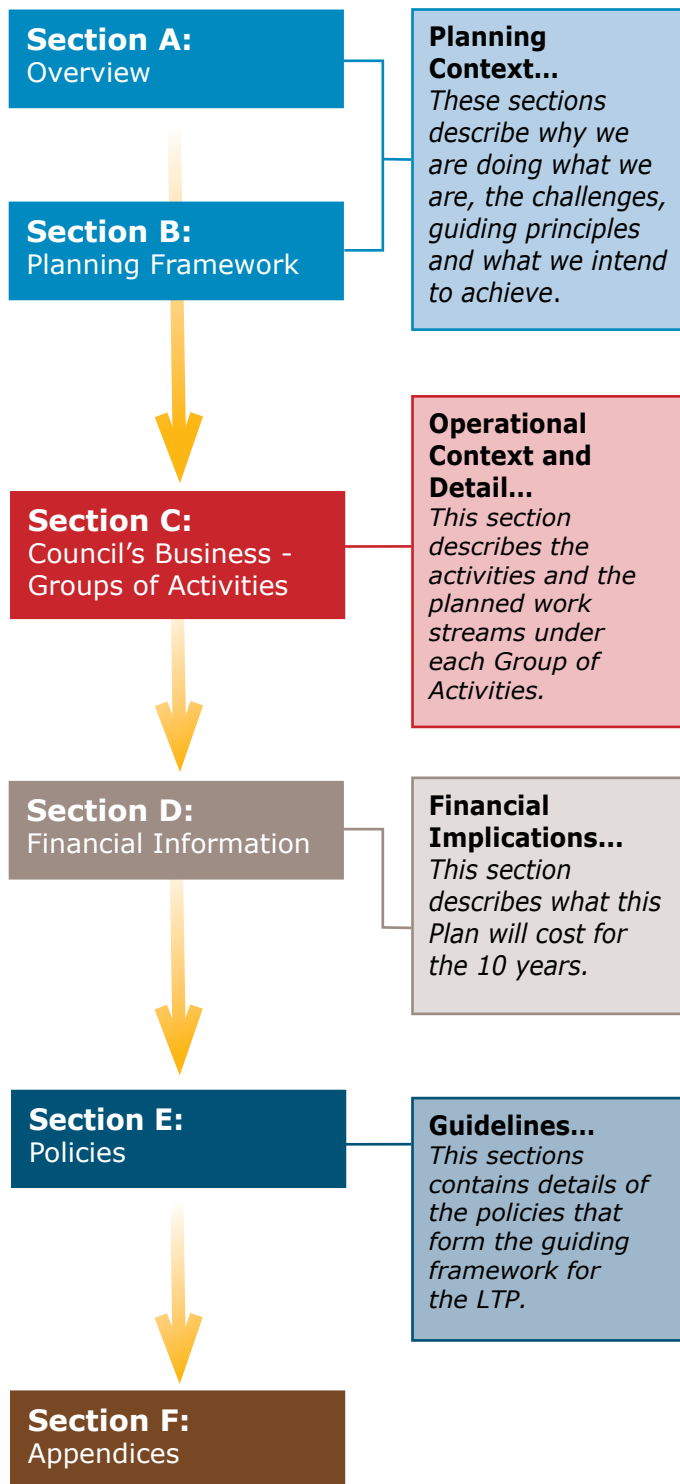 Section A:
Overview
Planning
Context...
These sections
describe why we
are doing what we
are, the challenges,
guiding principles
and what we intend
to achieve.
Section B:
Planning Framework
Section C:
Council's Business -
Groups of Activities
Operational
Context and
Detail...
This section
describes the
activities and the
planned work
streams under
each Group of
Activities.
Section D:
Financial Information
Financial
Implications...
This section
describes what this
Plan will cost for
the 10 years.
Section E:
Policies
Guidelines...
This sections
contains details of
the policies that
form the guiding
framework for
the LTP.
Section F:
Appendices